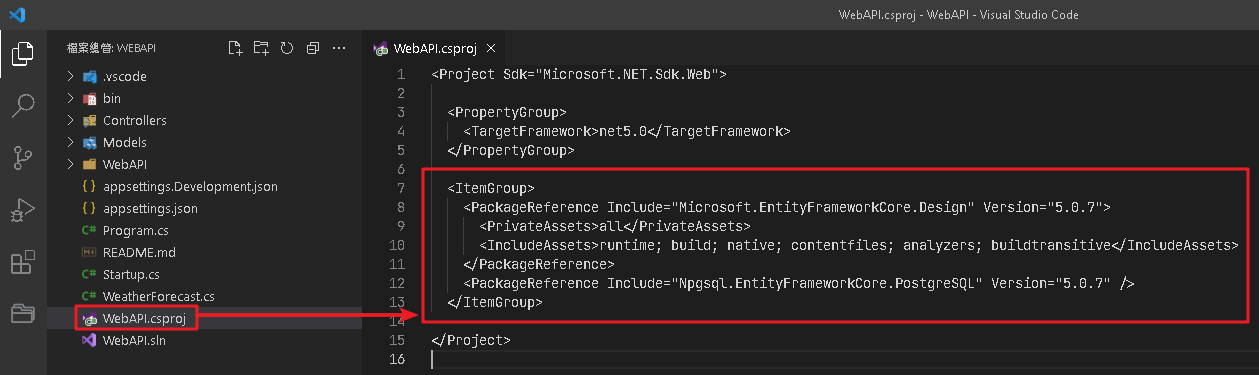 WebAPI.csproj - WebAPI - Visual Studio Code
檔案總管: WEBAPI
.vscode
bin
Controllers
Models
WebAPI
{ } appsettings.Development.json
{ } appsettings.json
C# Program.cs
README.md
C# Startup.cs
C# WeatherForecast.cs
WebAPI.csproj
WebAPI.sln
WebAPI.csproj
1 <Project Sdk="Microsoft.NET.Sdk.Web">
2
3 <PropertyGroup>
4 <TargetFramework>net5.0</TargetFramework>
5 </PropertyGroup>
6
7 <ItemGroup>
8 <PackageReference Include="Microsoft.EntityFrameworkCore.Design" Version="5.0.7">
9 <PrivateAssets>all</PrivateAssets>
10 <IncludeAssets>runtime; build; native; contentfiles; analyzers; buildtransitive</IncludeAssets>
11 </PackageReference>
12 <PackageReference Include="Npgsql.EntityFrameworkCore.PostgreSQL" Version="5.0.7" />
13 </ItemGroup>
14
15 </Project>
16